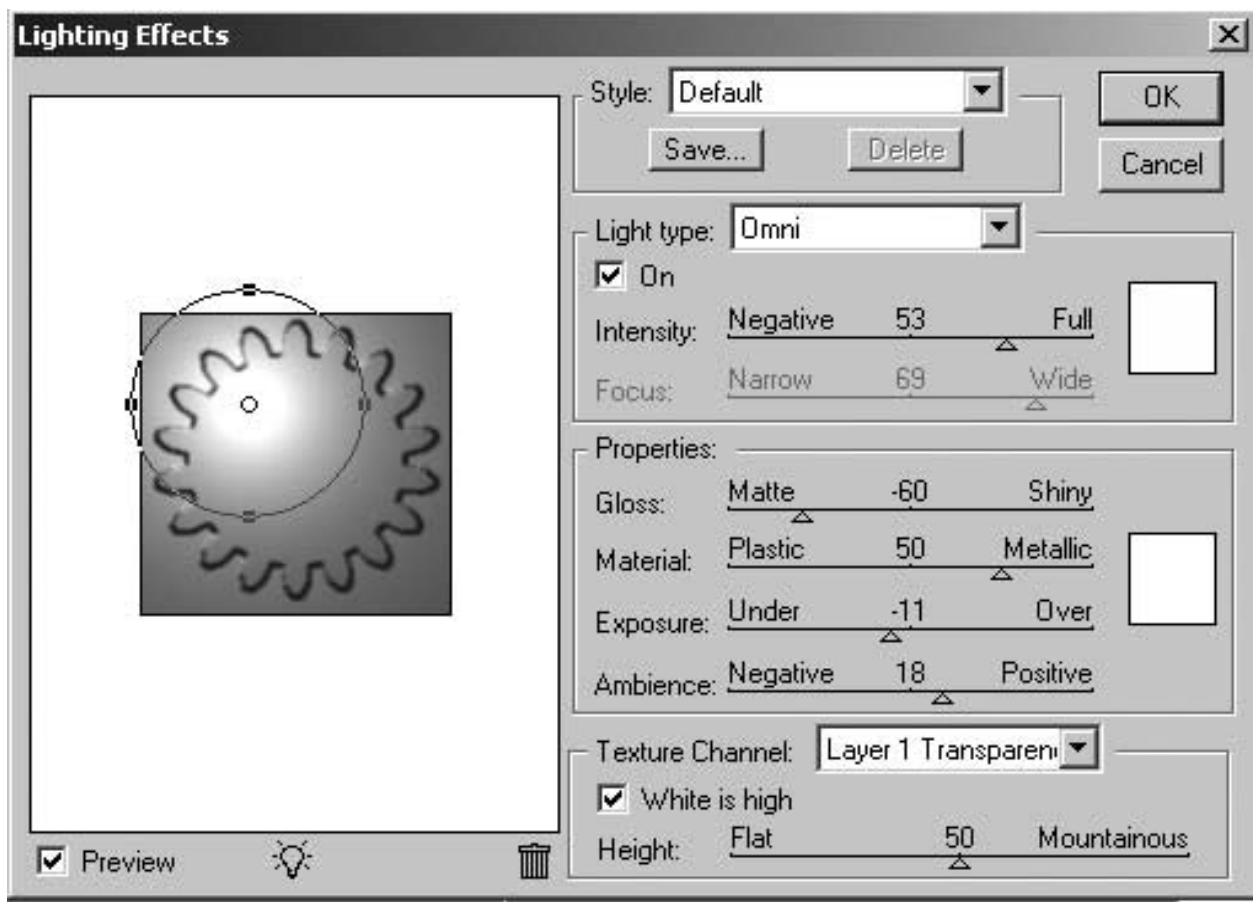 Lighting Effects
Style: Default
OK
Save... Delete
Cancel
Light type: Omni
On
Intensity: Negative 53 Full
Focus: Narrow 69 Wide
Properties:
Gloss: Matte -60 Shiny
Material: Plastic 50 Metallic
Exposure: Under -11 Over
Ambience: Negative 18 Positive
Texture Channel: Layer 1 Transparen
White is high
Height: Flat 50 Mountainous
Preview